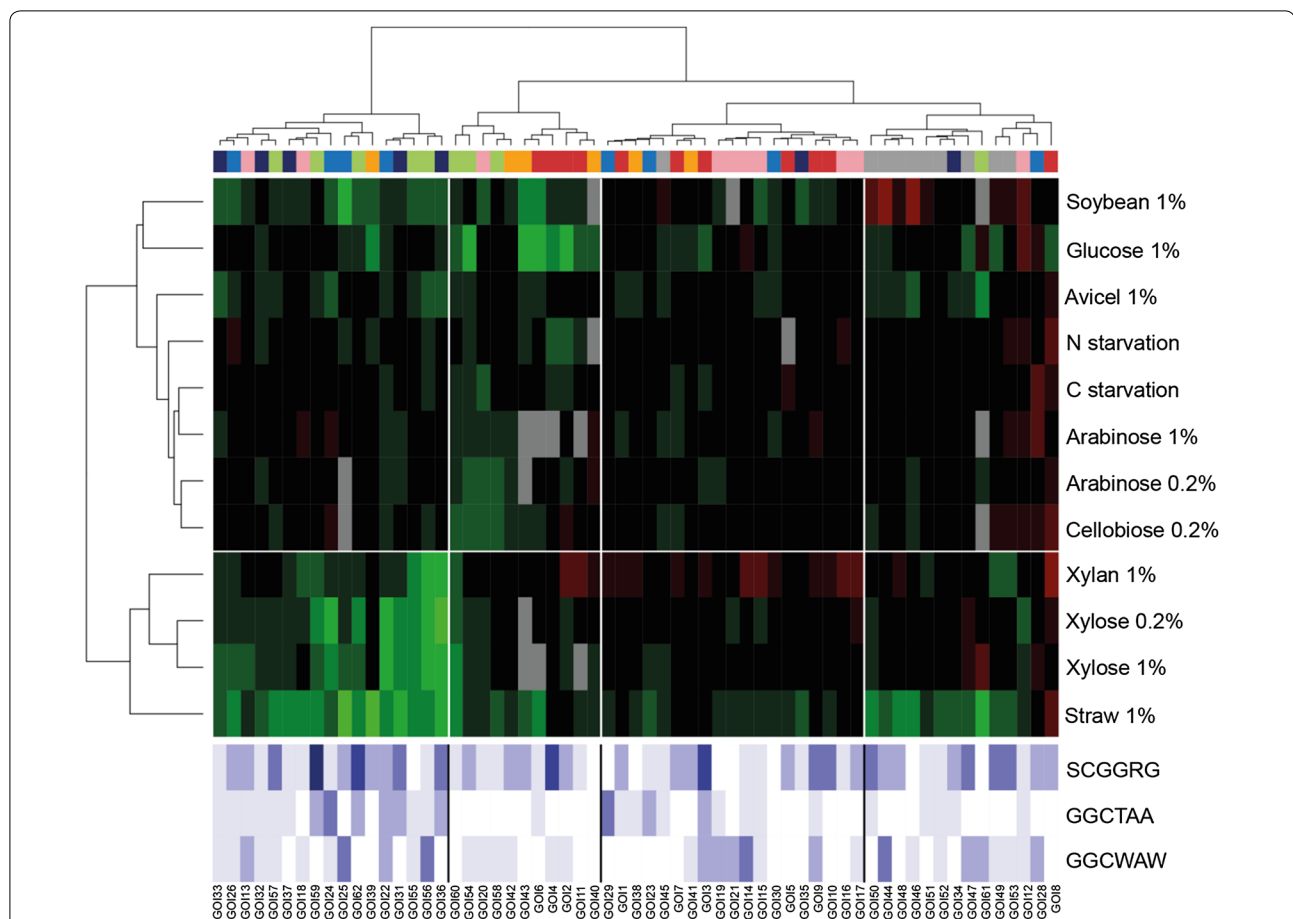 Soybean 1%
Glucose 1%
Avicel 1%
N starvation
C starvation
Arabinose 1%
Arabinose 0.2%
Cellobiose 0.2%
Xylan 1%
Xylose 0.2%
Xylose 1%
Straw 1%
SCGGRG
GGCTAA
GGCWAW
GOI33
GOI26
GOI13
GOI32
GOI57
GOI37
GOI18
GOI59
GOI24
GOI25
GOI62
GOI39
GOI22
GOI31
GOI55
GOI56
GOI36
GOI60
GOI54
GOI20
GOI58
GOI42
GOI43
GOI6
GOI4
GOI2
GOI11
GOI40
GOI29
GOI1
GOI38
GOI23
GOI45
GOI7
GOI41
GOI3
GOI19
GOI21
GOI14
GOI15
GOI30
GOI5
GOI35
GOI9
GOI10
GOI16
GOI17
GOI50
GOI44
GOI48
GOI46
GOI51
GOI52
GOI34
GOI47
GOI61
GOI49
GOI53
GOI12
GOI28
GOI8